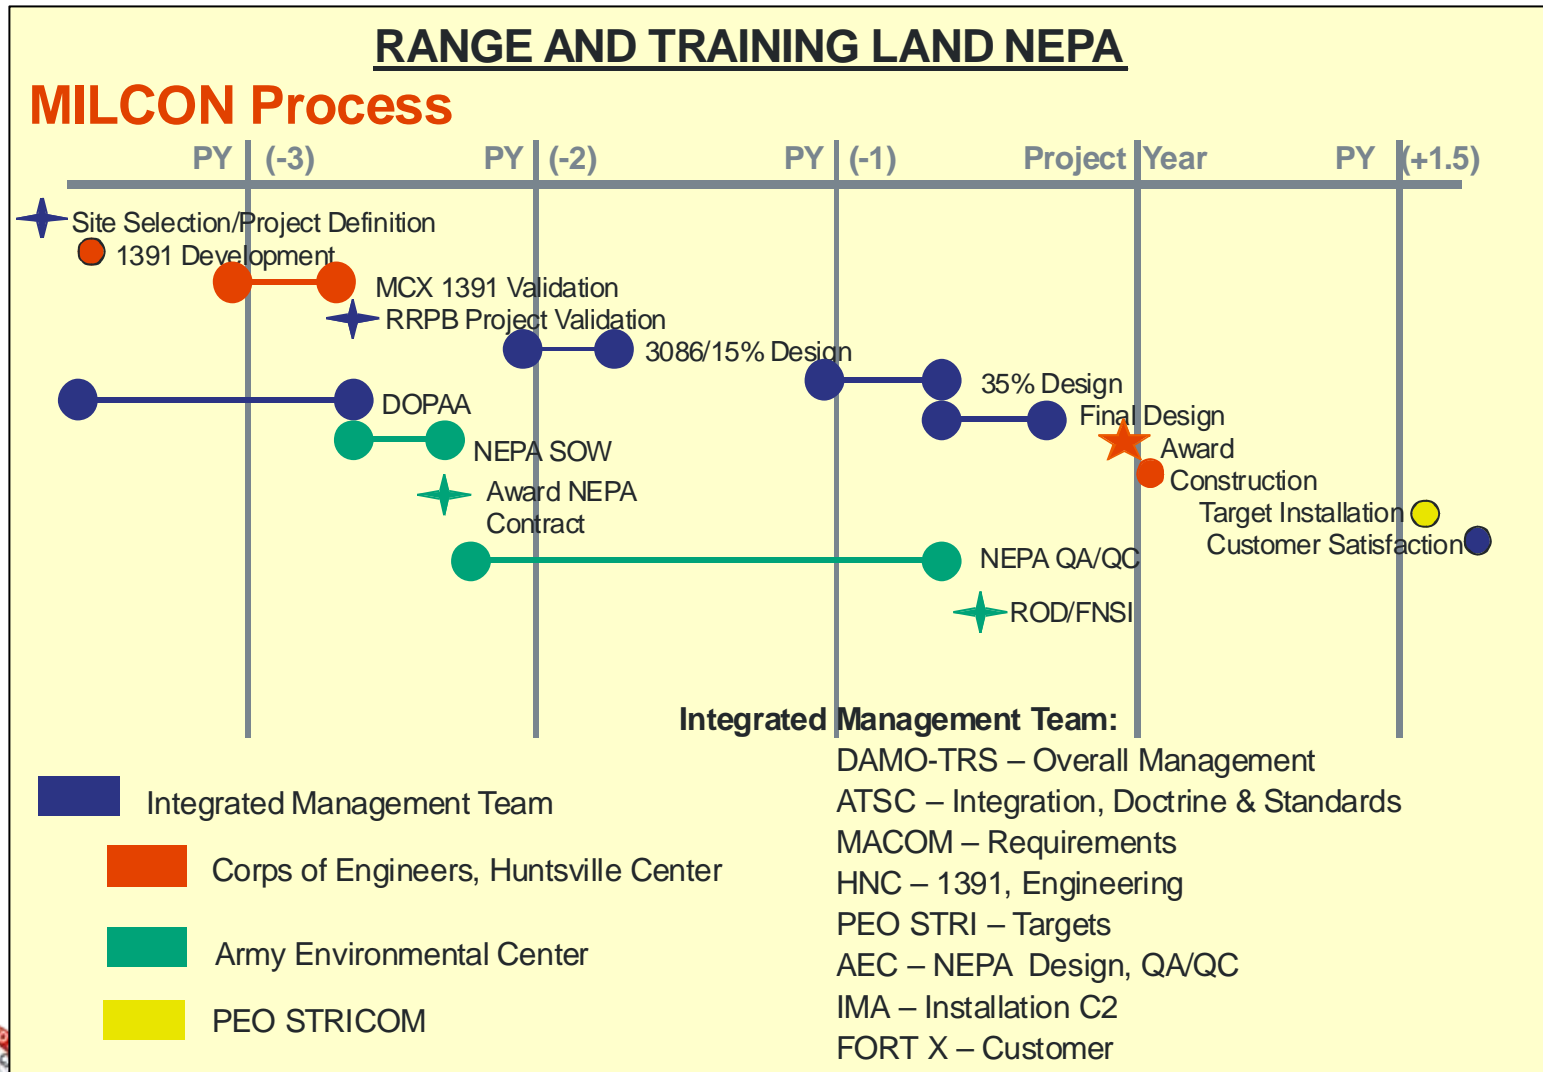 RANGE AND TRAINING LAND NEPA
MILCON Process
PY (-3) PY (-2) PY (-1) Project Year PY (+1.5)
Site Selection/Project Definition
1391 Development
MCX 1391 Validation
RRPB Project Validation
3086/15% Design
35% Design
DOPAA
Final Design
NEPA SOW
Award
Award NEPA
Contract
Construction
Target Installation
Customer Satisfaction
NEPA QA/QC
ROD/FNSI
Integrated Management Team:
DAMO-TRS – Overall Management
ATSC – Integration, Doctrine & Standards
MACOM – Requirements
HNC – 1391, Engineering
PEO STRI – Targets
AEC – NEPA Design, QA/QC
IMA – Installation C2
FORT X – Customer
Integrated Management Team
Corps of Engineers, Huntsville Center
Army Environmental Center
PEO STRICOM